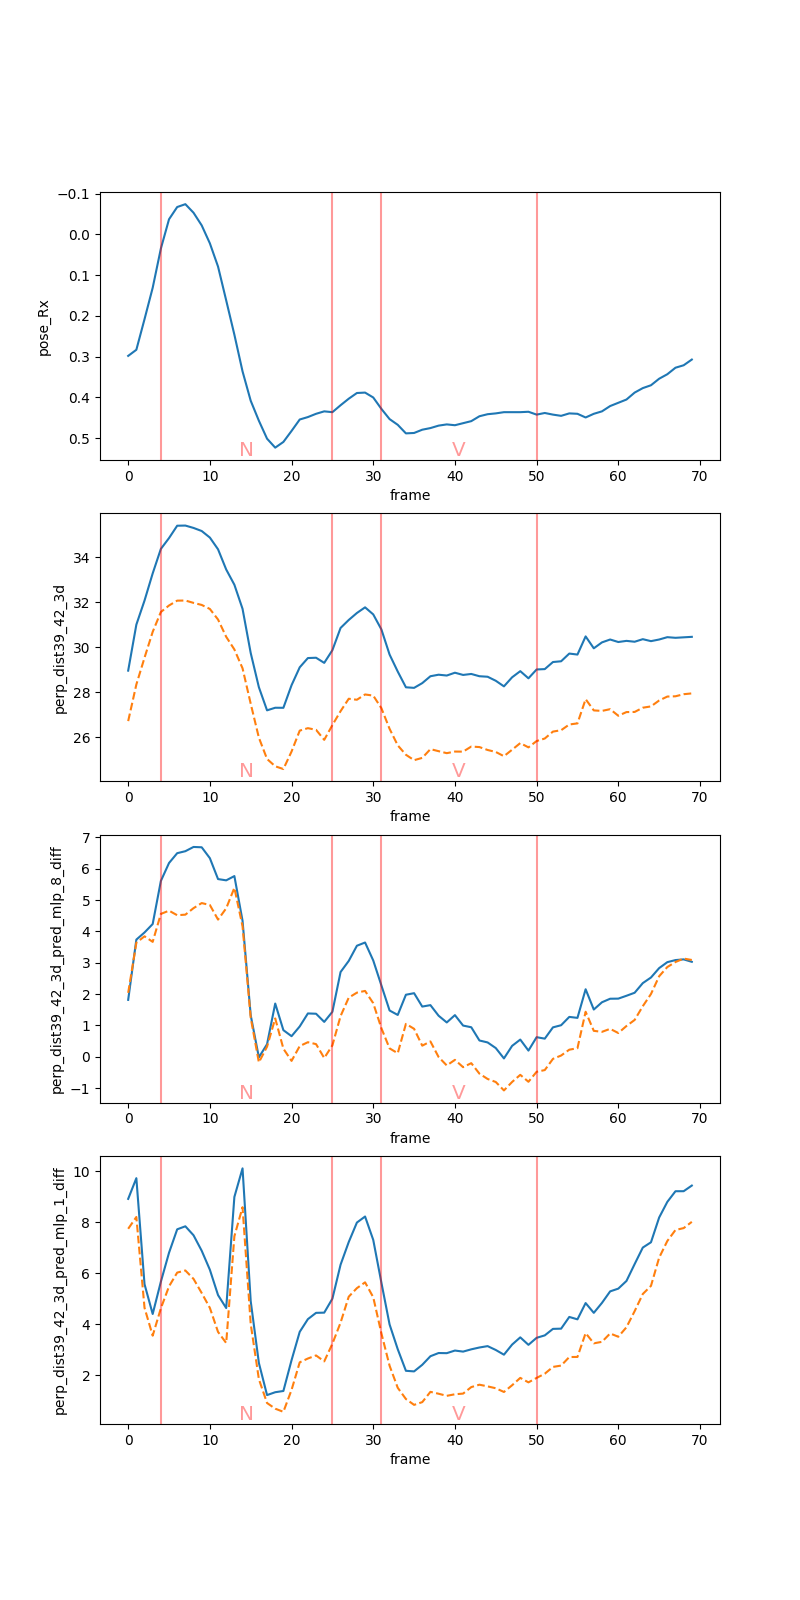 −0.1
0.0
0.1
0.2
0.3
0.4
0.5
pose_Rx
N
V
0 10 20 30 40 50 60 70
frame
34
32
30
28
26
perp_dist39_42_3d
N
V
0 10 20 30 40 50 60 70
frame
7
6
5
4
3
2
1
0
−1
perp_dist39_42_3d_pred_mlp_8_diff
N
V
0 10 20 30 40 50 60 70
frame
10
8
6
4
2
perp_dist39_42_3d_pred_mlp_1_diff
N
V
0 10 20 30 40 50 60 70
frame